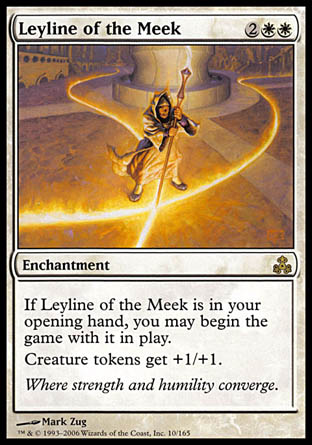 Leyline of the Meek 2
Enchantment
If Leyline of the Meek is in your
opening hand, you may begin the
game with it in play.
Creature tokens get +1/+1.
Where strength and humility converge.
Mark Zug
™ & © 1993–2006 Wizards of the Coast, Inc. 10/165